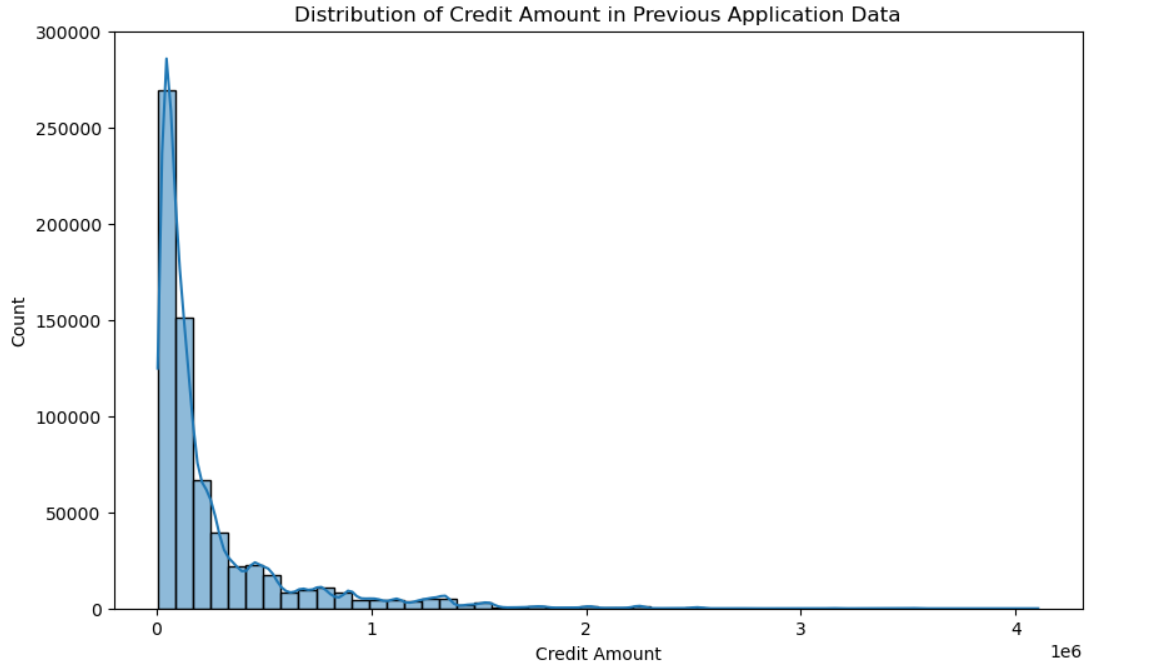 Distribution of Credit Amount in Previous Application Data
300000
250000
200000
150000
100000
50000
0
Count
0 1 2 3 4
1e6
Credit Amount